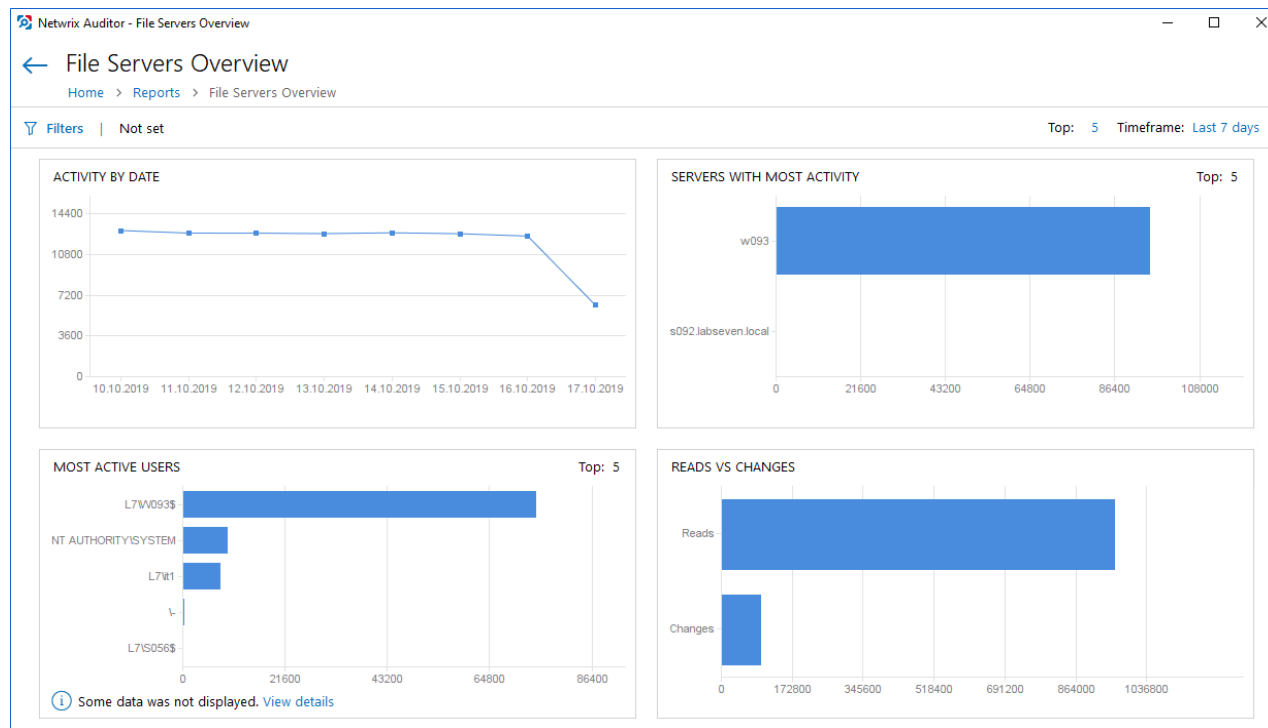 Netwrix Auditor - File Servers Overview
File Servers Overview
Home > Reports > File Servers Overview
Filters | Not set
Top: 5 Timeframe: Last 7 days
ACTIVITY BY DATE
14400
10800
7200
3600
0
10.10.2019 11.10.2019 12.10.2019 13.10.2019 14.10.2019 15.10.2019 16.10.2019 17.10.2019
SERVERS WITH MOST ACTIVITY Top: 5
w093
s092.labseven.local
0 21600 43200 64800 86400 108000
MOST ACTIVE USERS Top: 5
L7\W093$
NT AUTHORITY\SYSTEM
L7\it1
\-
L7\S056$
0 21600 43200 64800 86400
Some data was not displayed. View details
READS VS CHANGES
Reads
Changes
0 172800 345600 518400 691200 864000 1036800